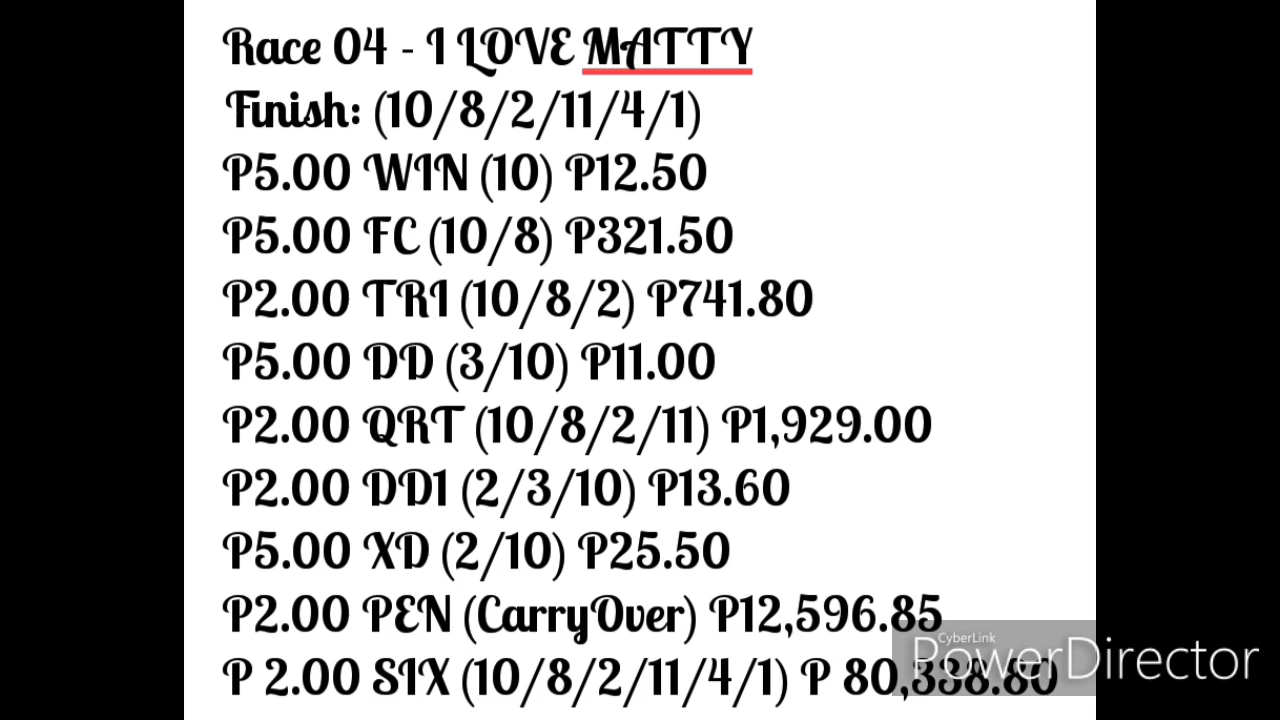 Race 04 - I LOVE MATTY
Finish: (10/8/2/11/4/1)
P5.00 WIN (10) P12.50
P5.00 FC (10/8) P321.50
P2.00 TRI (10/8/2) P741.80
P5.00 DD (3/10) P11.00
P2.00 QRT (10/8/2/11) P1,929.00
P2.00 DD1 (2/3/10) P13.60
P5.00 XD (2/10) P25.50
P2.00 PEN (CarryOver) P12,596.85
CyberLink
PowerDirector
P 2.00 SIX (10/8/2/11/4/1) P 80,338.80